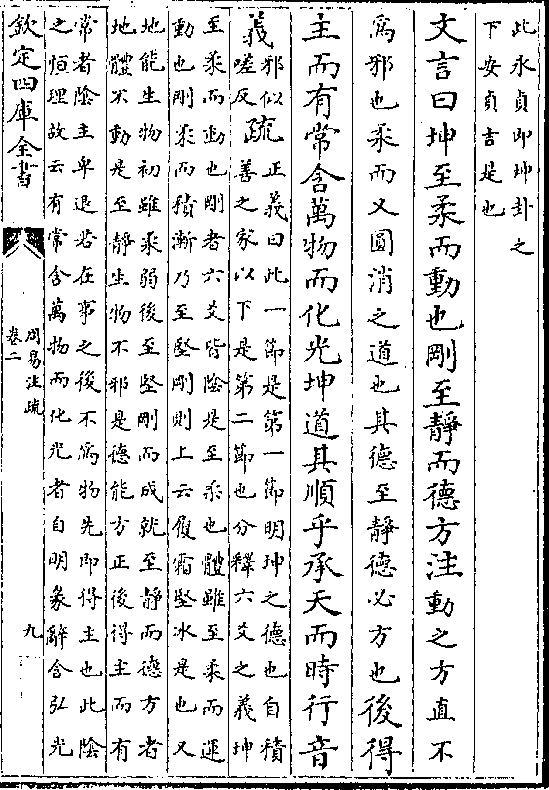 此永貞即坤卦之
下安貞吉是也
文言曰坤至柔而動也剛至靜而德方注動之方直不
為邪也柔而又圓消之道也其德至靜德必方也後得
主而有常含萬物而化光坤道其順乎承天而時行音
義邪似
嗟反
疏正義曰此一節是第一節明坤之德也自積
善之家以下是第二節也分釋六爻之義坤
至柔而動也剛者六爻皆陰是至柔也體雖至柔而運
動也剛柔而積漸乃至堅剛則上云履霜堅冰是也又
地能生物初雖柔弱後至堅剛而成就至靜而德方者
地體不動是至靜生物不邪是德能方正後得主而有
常者陰主卑退若在事之後不為物先即得主也此陰
之恒理故云有常含萬物而化光者自明彖辭含弘光
欽定四庫全書
周易注疏
卷二
九